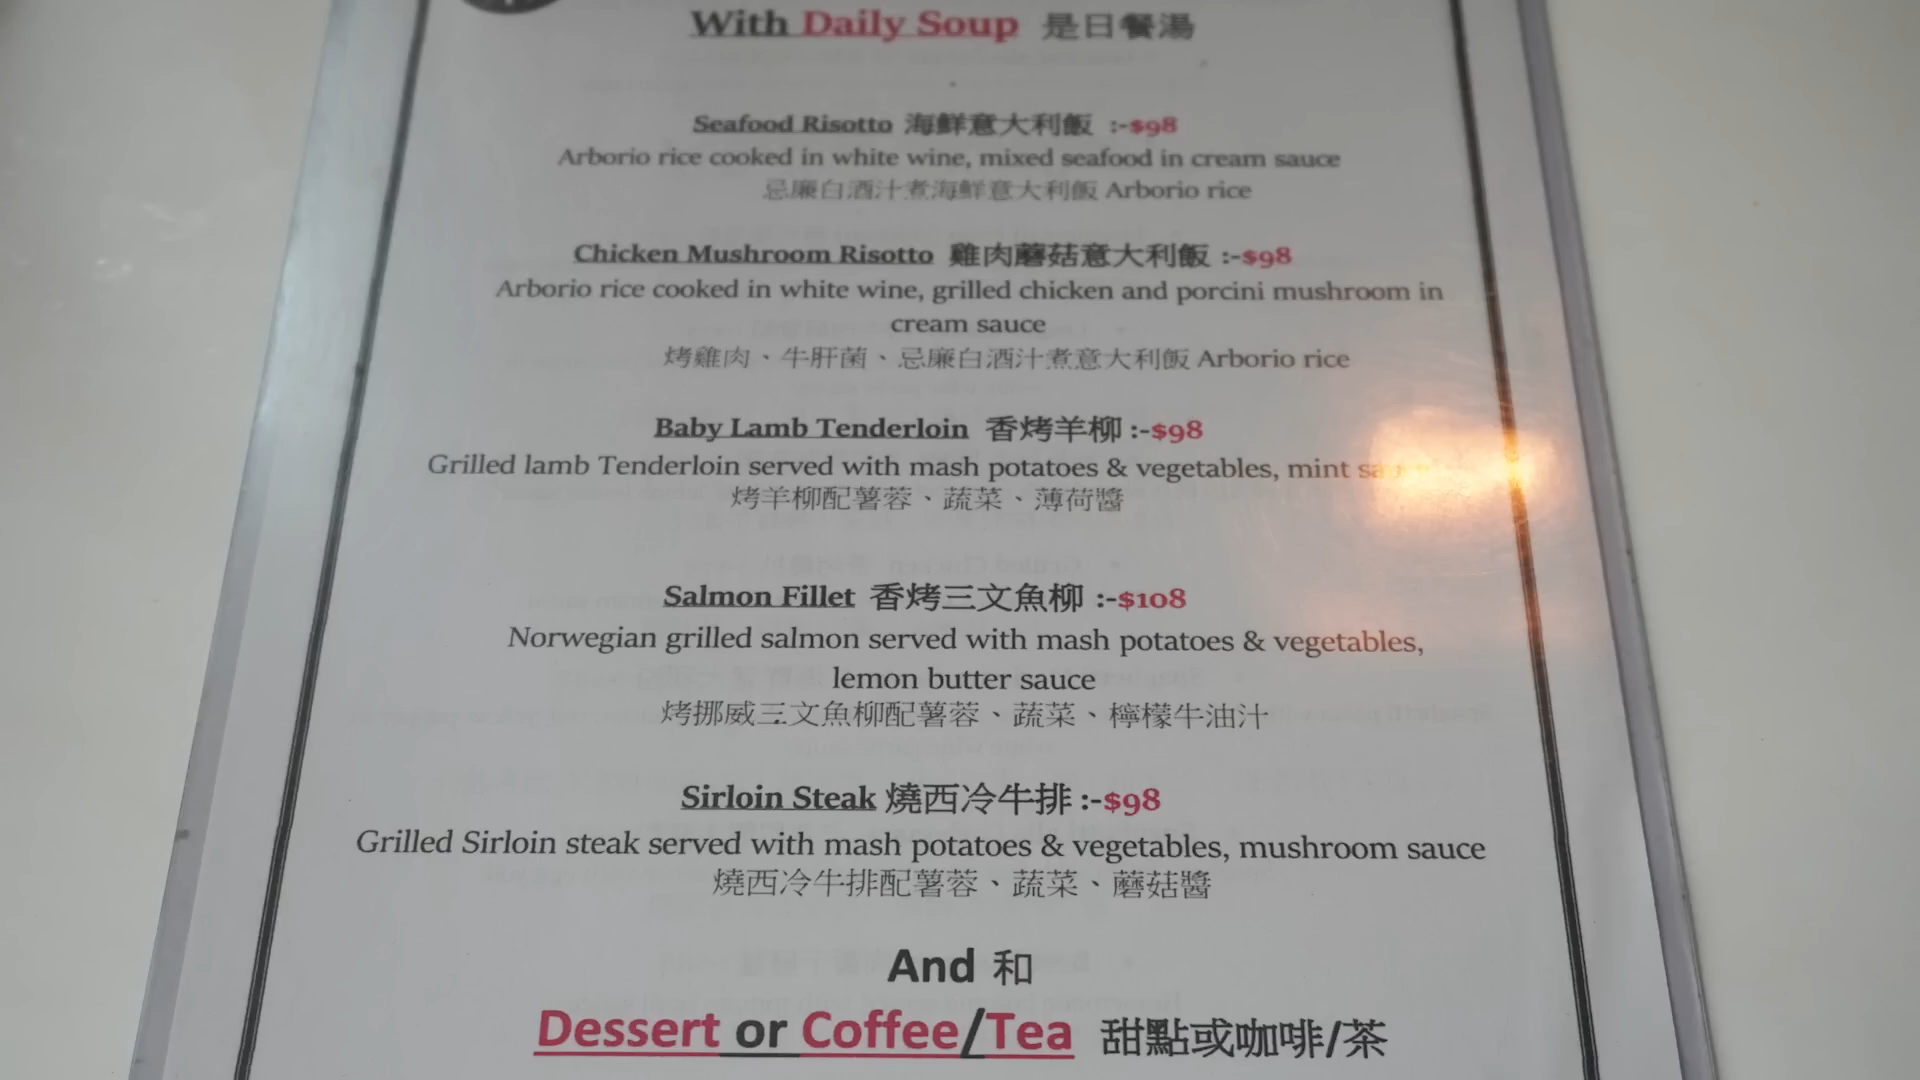 With Daily Soup 是日餐湯
Seafood Risotto 海鮮意大利飯 :-$98
Arborio rice cooked in white wine, mixed seafood in cream sauce
忌廉白酒汁煮海鮮意大利飯 Arborio rice
Chicken Mushroom Risotto 雞肉蘑菇意大利飯 :-$98
Arborio rice cooked in white wine, grilled chicken and porcini mushroom in
cream sauce
烤雞肉、牛肝菌、忌廉白酒汁煮意大利飯 Arborio rice
Baby Lamb Tenderloin 香烤羊柳 :-$98
Grilled lamb Tenderloin served with mash potatoes & vegetables, mint
烤羊柳配薯蓉、蔬菜、薄荷醬
Salmon Fillet 香烤三文魚柳 :-$108
Norwegian grilled salmon served with mash potatoes & vegetables,
lemon butter sauce
烤挪威三文魚柳配薯蓉、蔬菜、檸檬牛油汁
Sirloin Steak 燒西冷牛排 :-$98
Grilled Sirloin steak served with mash potatoes & vegetables, mushroom sauce
燒西冷牛排配薯蓉、蔬菜、蘑菇醬
And 和
Dessert or Coffee/Tea 甜點或咖啡/茶